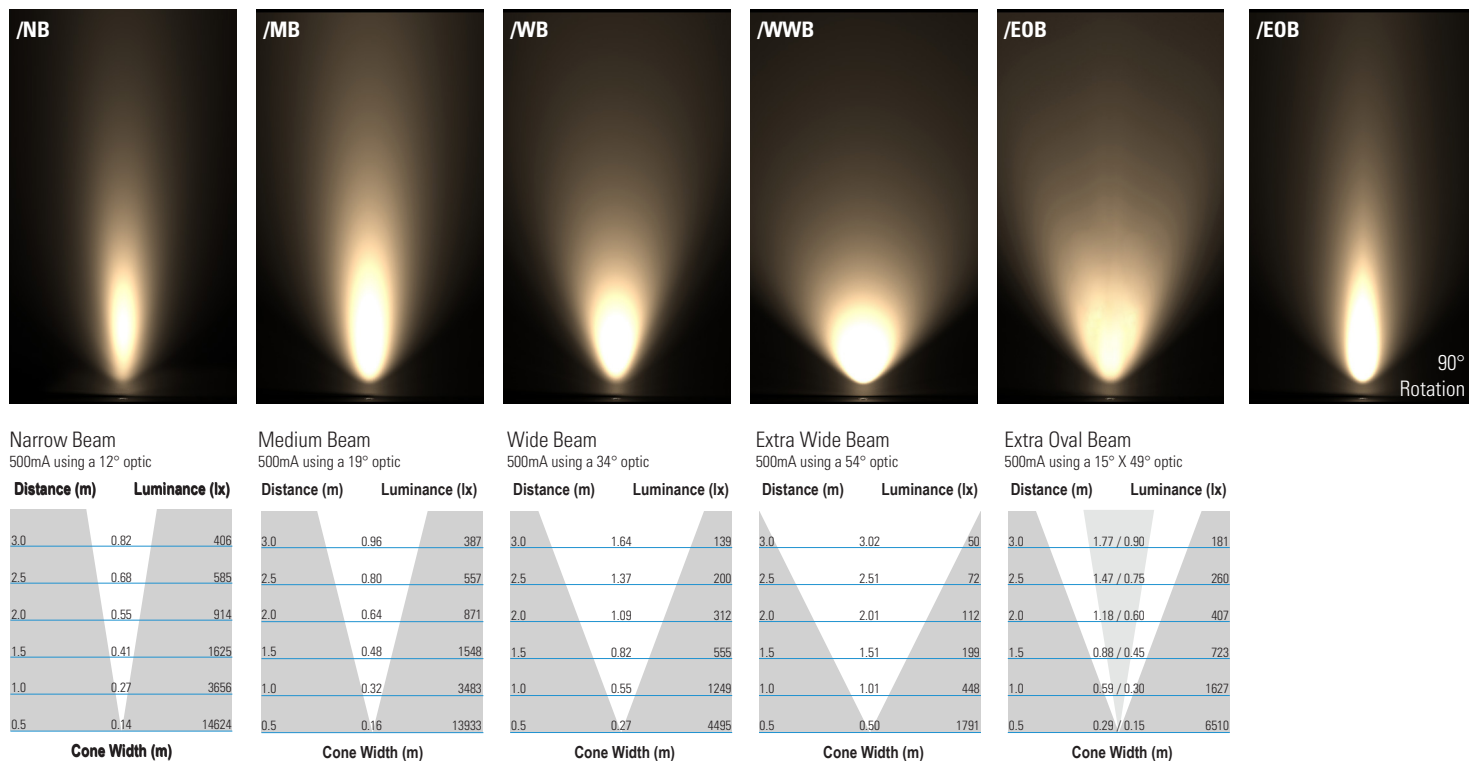 /NB
/MB
/WB
/WWB
/EOB
/EOB
90°
Rotation
Narrow Beam
500mA using a 12° optic
Distance (m) Luminance (lx)
3.0 0.82 406
2.5 0.68 585
2.0 0.55 914
1.5 0.41 1625
1.0 0.27 3656
0.5 0.14 14624
Cone Width (m)
Medium Beam
500mA using a 19° optic
Distance (m) Luminance (lx)
3.0 0.96 387
2.5 0.80 557
2.0 0.64 871
1.5 0.48 1548
1.0 0.32 3483
0.5 0.16 13933
Cone Width (m)
Wide Beam
500mA using a 34° optic
Distance (m) Luminance (lx)
3.0 1.64 139
2.5 1.37 200
2.0 1.09 312
1.5 0.82 555
1.0 0.55 1249
0.5 0.27 4495
Cone Width (m)
Extra Wide Beam
500mA using a 54° optic
Distance (m) Luminance (lx)
3.0 3.02 50
2.5 2.51 72
2.0 2.01 112
1.5 1.51 199
1.0 1.01 448
0.5 0.50 1791
Cone Width (m)
Extra Oval Beam
500mA using a 15° X 49° optic
Distance (m) Luminance (lx)
3.0 1.77 / 0.90 181
2.5 1.47 / 0.75 260
2.0 1.18 / 0.60 407
1.5 0.88 / 0.45 723
1.0 0.59 / 0.30 1627
0.5 0.29 / 0.15 6510
Cone Width (m)